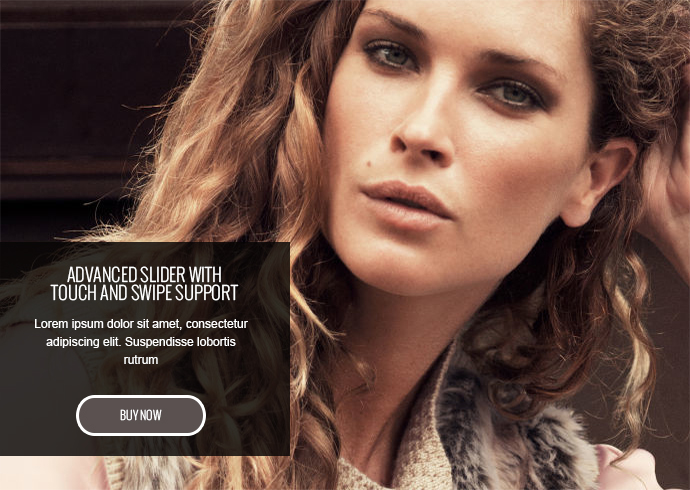 ADVANCED SLIDER WITH
TOUCH AND SWIPE SUPPORT
Lorem ipsum dolor sit amet, consectetur
adipiscing elit. Suspendisse lobortis
rutrum
BUY NOW